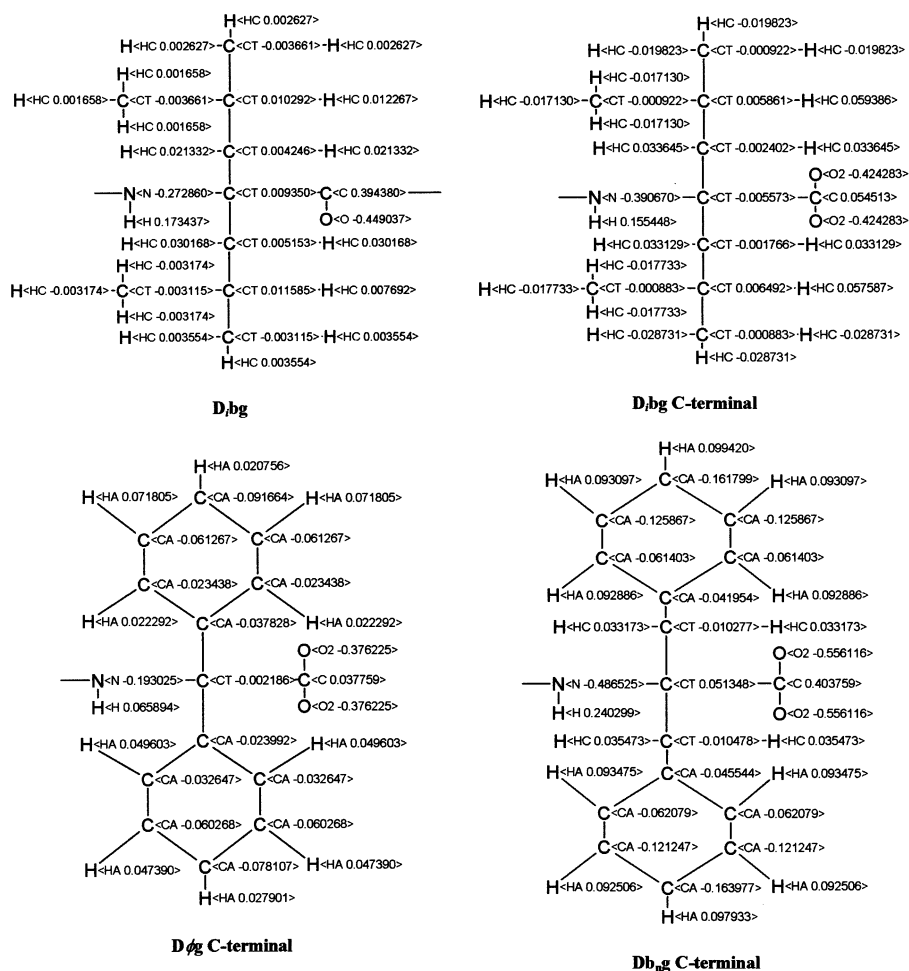 H<HC 0.002627>
H<HC 0.002627>-C<CT -0.003661>-H<HC 0.002627>
H<HC 0.001658>
H<HC 0.001658>-C<CT -0.003661>-C<CT 0.010292>-H<HC 0.012267>
H<HC 0.001658>
H<HC 0.021332>-C<CT 0.004246>-H<HC 0.021332>
N<N -0.272860>-C<CT 0.009350>-C<C 0.394380>
H<H 0.173437> O<O -0.449037>
H<HC 0.030168>-C<CT 0.005153>-H<HC 0.030168>
H<HC -0.003174>
H<HC -0.003174>-C<CT -0.003115>-C<CT 0.011585>-H<HC 0.007692>
H<HC -0.003174>
H<HC 0.003554>-C<CT -0.003115>-H<HC 0.003554>
H<HC 0.003554>
Dibg
H<HC -0.019823>
H<HC -0.019823>-C<CT -0.000922>-H<HC -0.019823>
H<HC -0.017130>
H<HC -0.017130>-C<CT -0.000922>-C<CT 0.005861>-H<HC 0.059386>
H<HC -0.017130>
H<HC 0.033645>-C<CT -0.002402>-H<HC 0.033645>
O<O2 -0.424283>
N<N -0.390670>-C<CT -0.005573>-C<C 0.054513>
H<H 0.155448> O<O2 -0.424283>
H<HC 0.033129>-C<CT -0.001766>-H<HC 0.033129>
H<HC -0.017733>
H<HC -0.017733>-C<CT -0.000883>-C<CT 0.006492>-H<HC 0.057587>
H<HC -0.017733>
H<HC -0.028731>-C<CT -0.000883>-H<HC -0.028731>
H<HC -0.028731>
Dibg C-terminal
H<HA 0.020756>
H<HA 0.071805> C<CA -0.091664> H<HA 0.071805>
C<CA -0.061267> C<CA -0.061267>
C<CA -0.023438> C<CA -0.023438>
H<HA 0.022292> C<CA -0.037828> H<HA 0.022292>
O<O2 -0.376225>
N<N -0.193025>-C<CT -0.002186>-C<C 0.037759>
H<H 0.065894> O<O2 -0.376225>
H<HA 0.049603> C<CA -0.023992> H<HA 0.049603>
C<CA -0.032647> C<CA -0.032647>
C<CA -0.060268> C<CA -0.060268>
H<HA 0.047390> C<CA -0.078107> H<HA 0.047390>
H<HA 0.027901>
Dϕg C-terminal
H<HA 0.099420>
H<HA 0.093097> C<CA -0.161799> H<HA 0.093097>
C<CA -0.125867> C<CA -0.125867>
C<CA -0.061403> C<CA -0.061403>
H<HA 0.092886> C<CA -0.041954> H<HA 0.092886>
H<HC 0.033173>-C<CT -0.010277>-H<HC 0.033173>
O<O2 -0.556116>
N<N -0.486525>-C<CT 0.051348>-C<C 0.403759>
H<H 0.240299> O<O2 -0.556116>
H<HC 0.035473>-C<CT -0.010478>-H<HC 0.035473>
H<HA 0.093475> C<CA -0.045544> H<HA 0.093475>
C<CA -0.062079> C<CA -0.062079>
C<CA -0.121247> C<CA -0.121247>
H<HA 0.092506> C<CA -0.163977> H<HA 0.092506>
H<HA 0.097933>
Dbng C-terminal